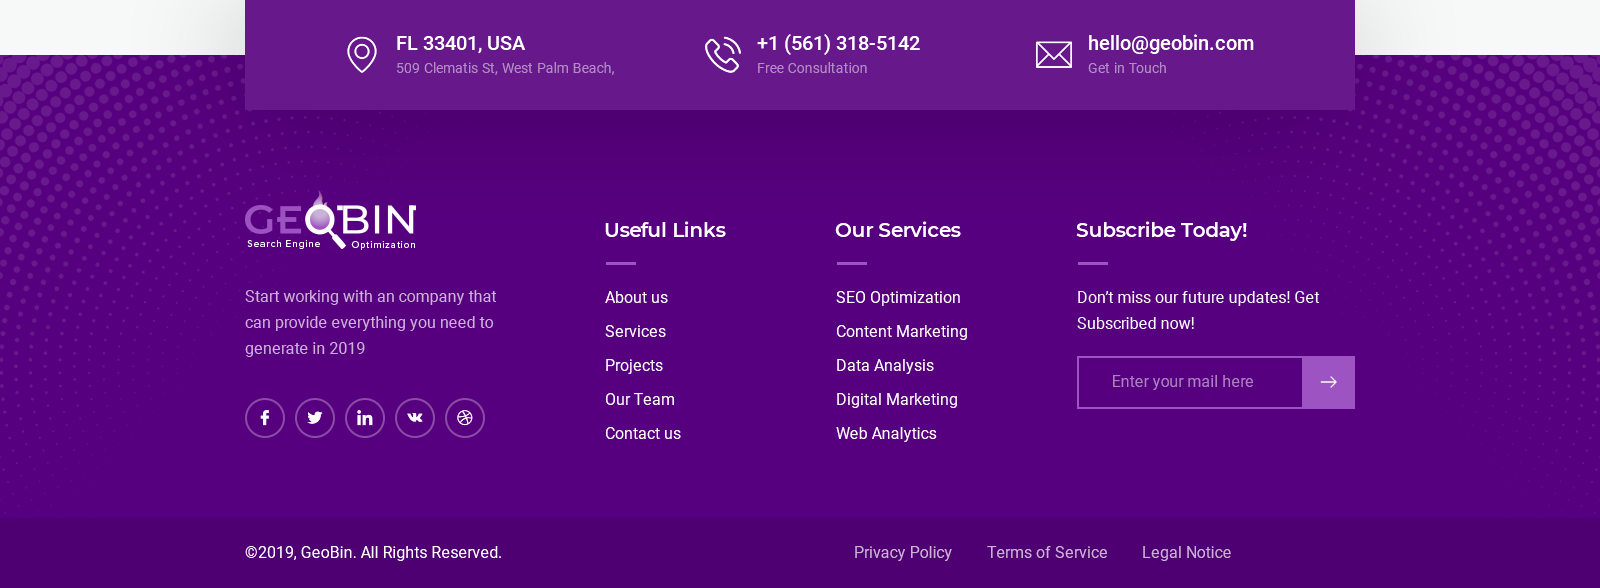 FL 33401, USA
509 Clematis St, West Palm Beach,
+1 (561) 318-5142
Free Consultation
hello@geobin.com
Get in Touch
GEOBIN
Search Engine Optimization
Start working with an company that
can provide everything you need to
generate in 2019
Useful Links
About us
Services
Projects
Our Team
Contact us
Our Services
SEO Optimization
Content Marketing
Data Analysis
Digital Marketing
Web Analytics
Subscribe Today!
Don’t miss our future updates! Get
Subscribed now!
Enter your mail here
©2019, GeoBin. All Rights Reserved.
Privacy Policy Terms of Service Legal Notice